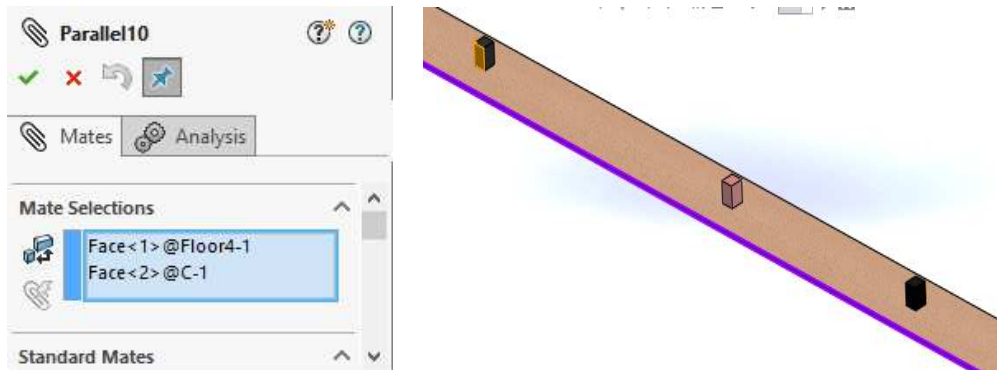 Parallel10
Mates
Analysis
Mate Selections
Face<1>@Floor4-1
Face<2>@C-1
Standard Mates